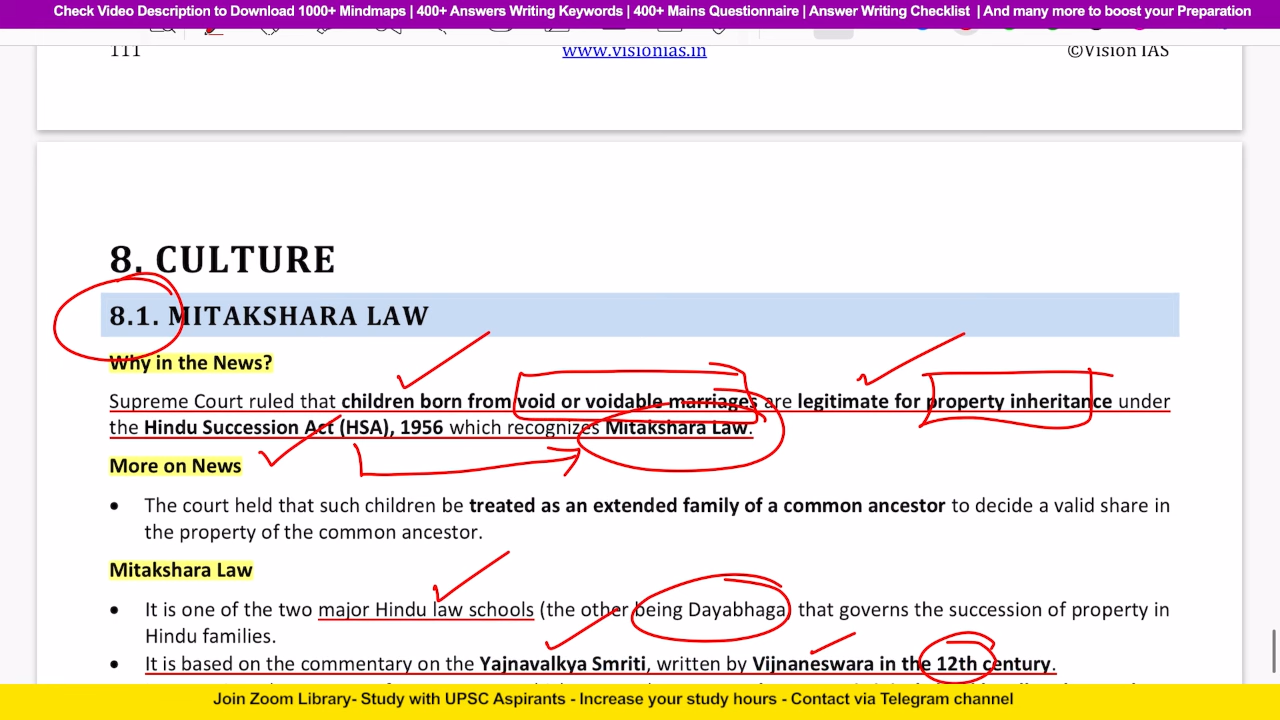 Check Video Description to Download 1000+ Mindmaps | 400+ Answers Writing Keywords | 400+ Mains Questionnaire | Answer Writing Checklist | And many more to boost your Preparation
111 www.visionias.in ©Vision IAS
8. CULTURE
8.1. MITAKSHARA LAW
Why in the News?
Supreme Court ruled that children born from void or voidable marriages are legitimate for property inheritance under
the Hindu Succession Act (HSA), 1956 which recognizes Mitakshara Law.
More on News
• The court held that such children be treated as an extended family of a common ancestor to decide a valid share in
the property of the common ancestor.
Mitakshara Law
• It is one of the two major Hindu law schools (the other being Dayabhaga) that governs the succession of property in
Hindu families.
• It is based on the commentary on the Yajnavalkya Smriti, written by Vijnaneswara in the 12th century.
Join Zoom Library- Study with UPSC Aspirants - Increase your study hours - Contact via Telegram channel